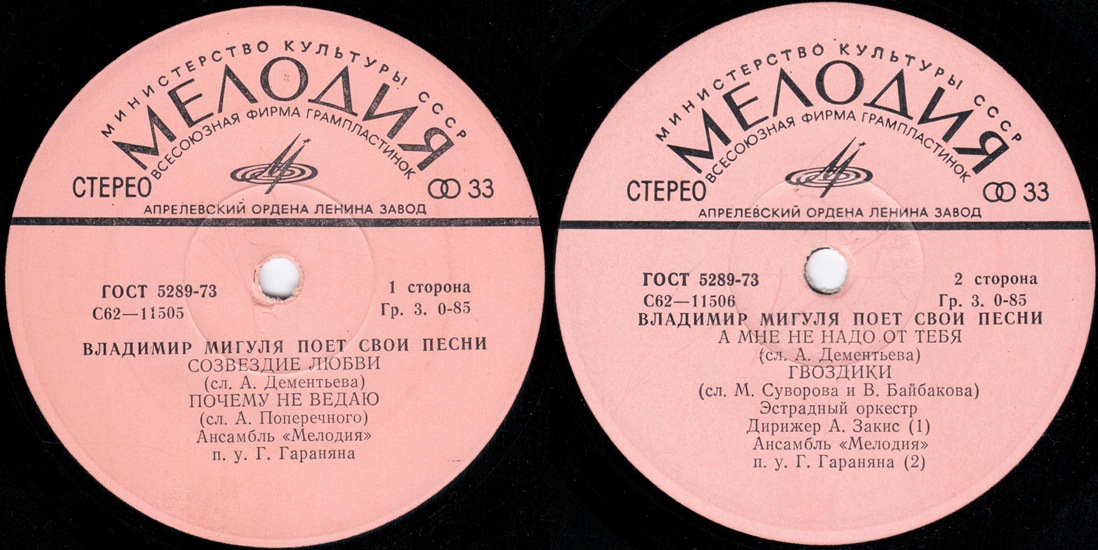 МИНИСТЕРСТВО КУЛЬТУРЫ СССР
МЕЛОДИЯ
ВСЕСОЮЗНАЯ ФИРМА ГРАМПЛАСТИНОК
СТЕРЕО 33
АПРЕЛЕВСКИЙ ОРДЕНА ЛЕНИНА ЗАВОД
ГОСТ 5289-73 1 сторона
С62—11505 Гр. 3. 0-85
ВЛАДИМИР МИГУЛЯ ПОЕТ СВОИ ПЕСНИ
СОЗВЕЗДИЕ ЛЮБВИ
(сл. А. Дементьева)
ПОЧЕМУ НЕ ВЕДАЮ
(сл. А. Поперечного)
Ансамбль «Мелодия»
п. у. Г. Гараняна
МИНИСТЕРСТВО КУЛЬТУРЫ СССР
МЕЛОДИЯ
ВСЕСОЮЗНАЯ ФИРМА ГРАМПЛАСТИНОК
СТЕРЕО 33
АПРЕЛЕВСКИЙ ОРДЕНА ЛЕНИНА ЗАВОД
ГОСТ 5289-73 2 сторона
С62—11506 Гр. 3. 0-85
ВЛАДИМИР МИГУЛЯ ПОЕТ СВОИ ПЕСНИ
А МНЕ НЕ НАДО ОТ ТЕБЯ
(сл. А. Дементьева)
ГВОЗДИКИ
(сл. М. Суворова и В. Байбакова)
Эстрадный оркестр
Дирижер А. Закис (1)
Ансамбль «Мелодия»
п. у. Г. Гараняна (2)